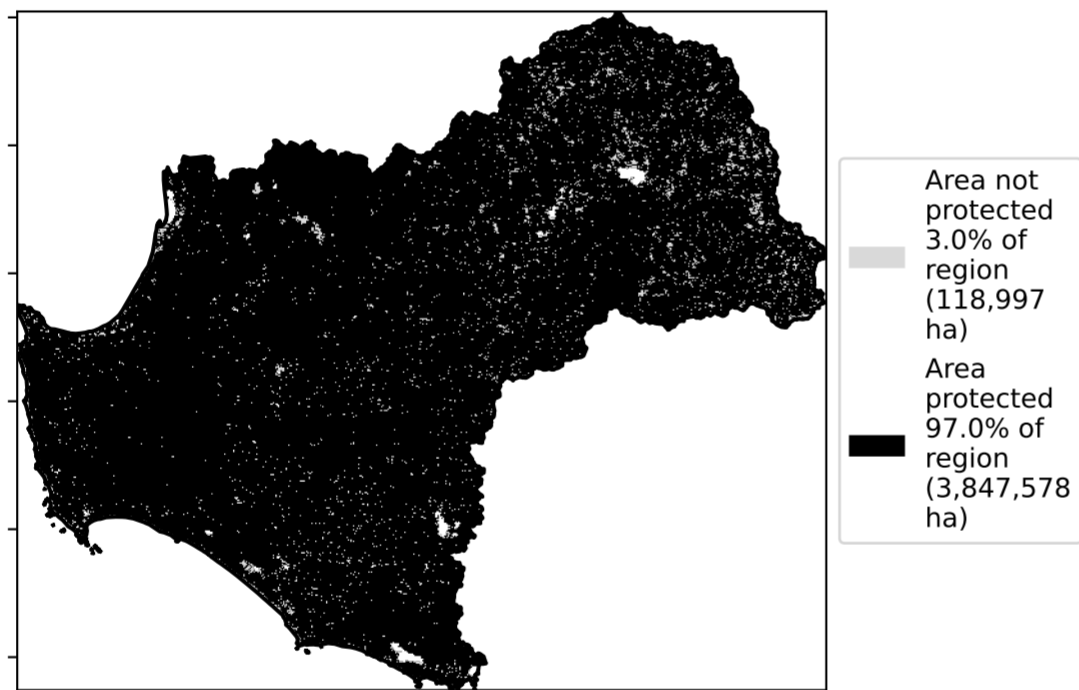 Area not
protected
3.0% of
region
(118,997
ha)
Area
protected
97.0% of
region
(3,847,578
ha)